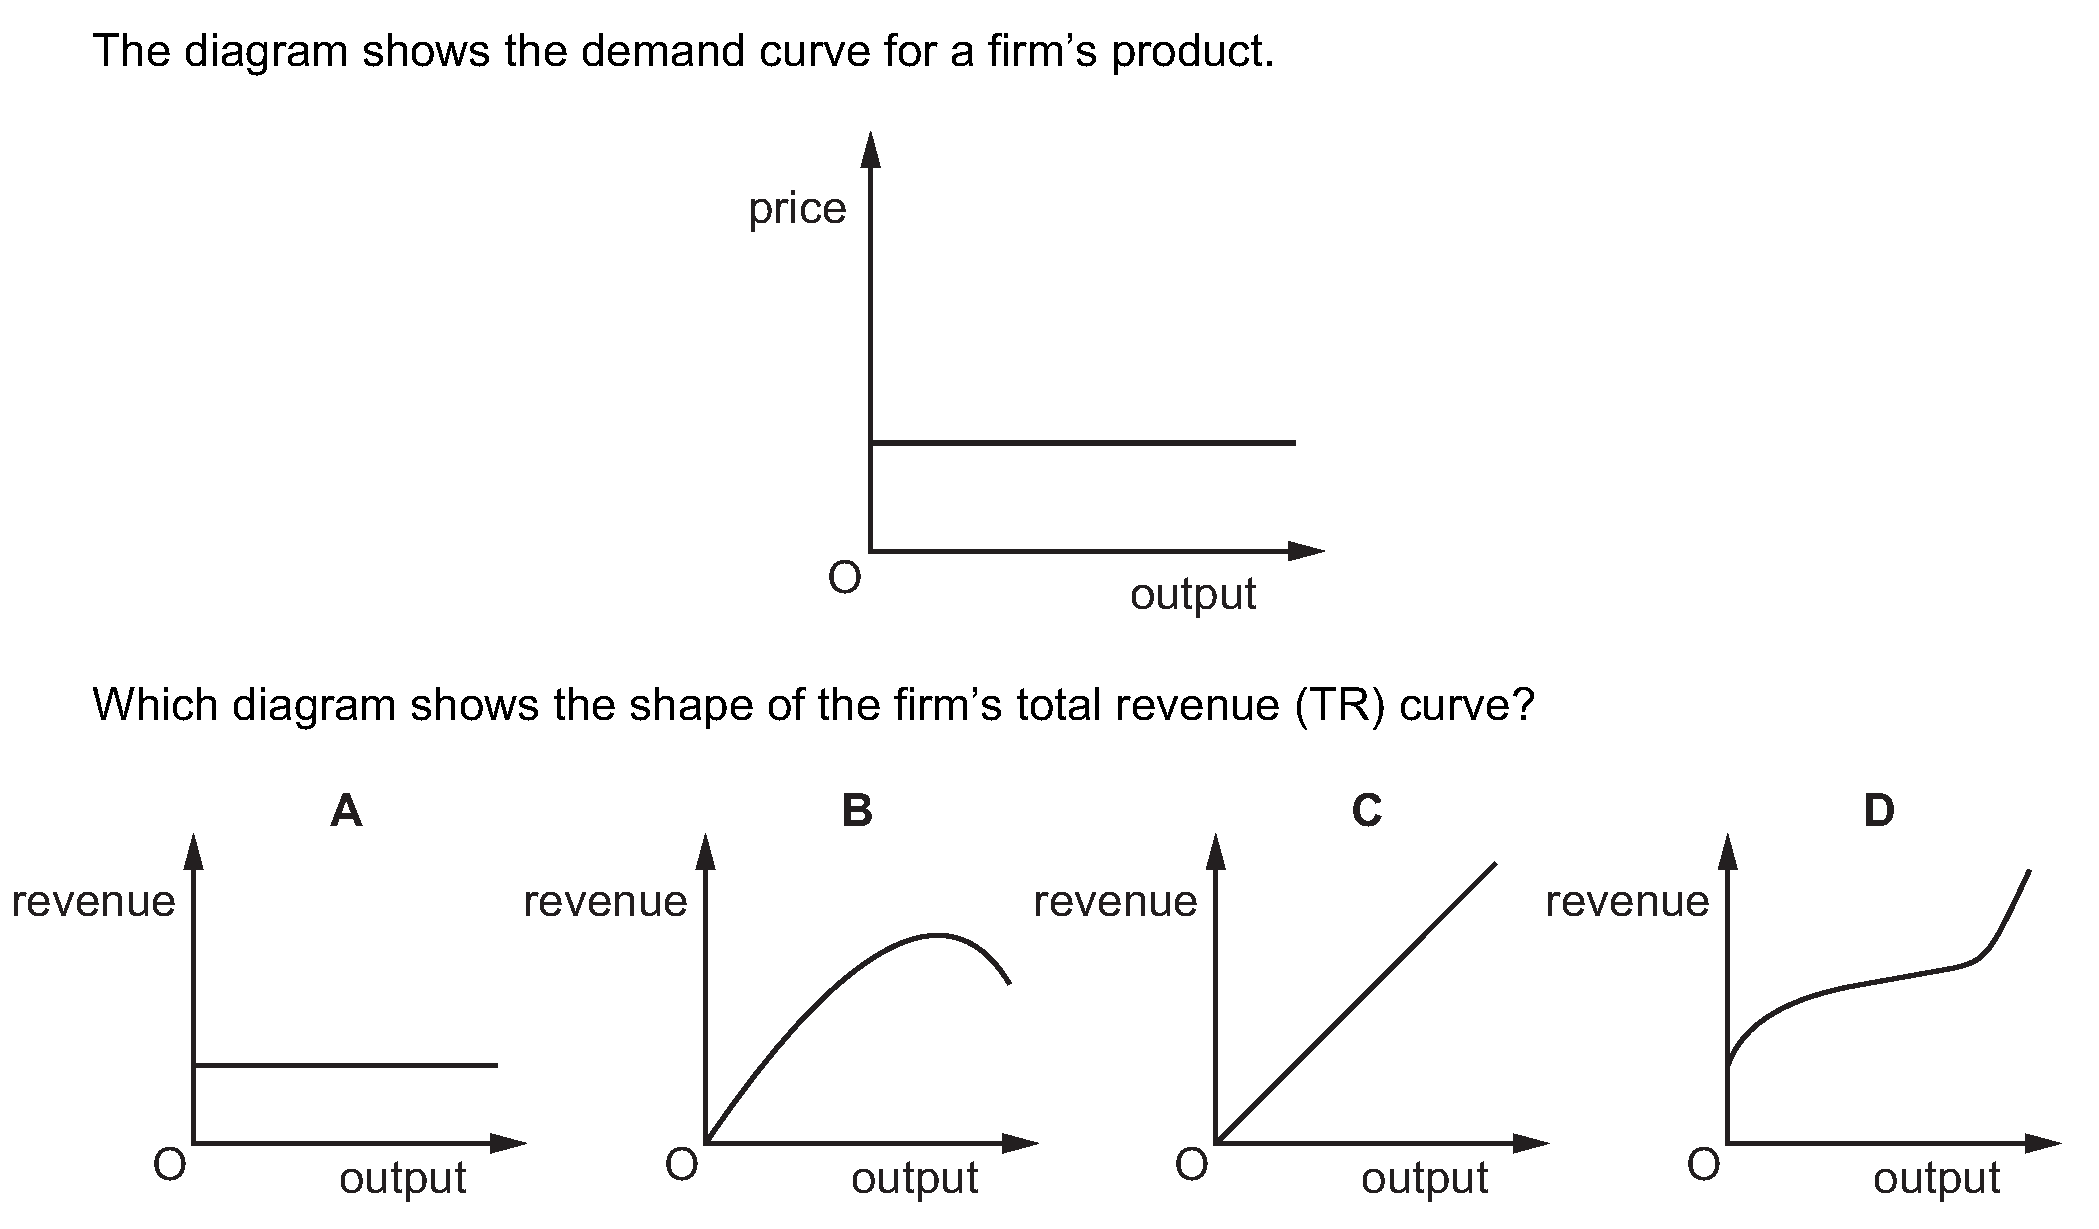 The diagram shows the demand curve for a firm’s product.
price
O
output
Which diagram shows the shape of the firm’s total revenue (TR) curve?
A B C D
revenue revenue revenue revenue
O O O O
output output output output